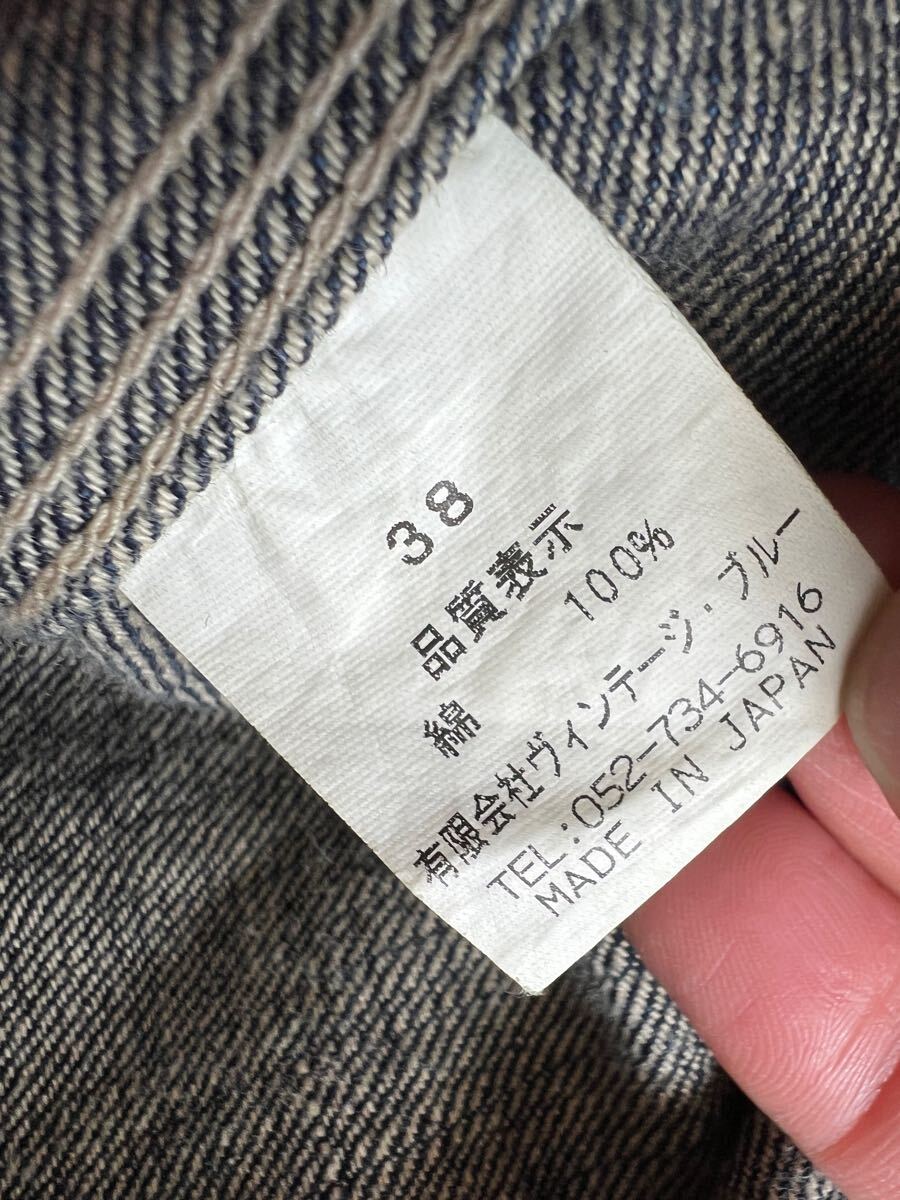 38
品質表示
綿 100%
有限会社ヴィンテージ・ブルー
TEL:052-734-6916
MADE IN JAPAN